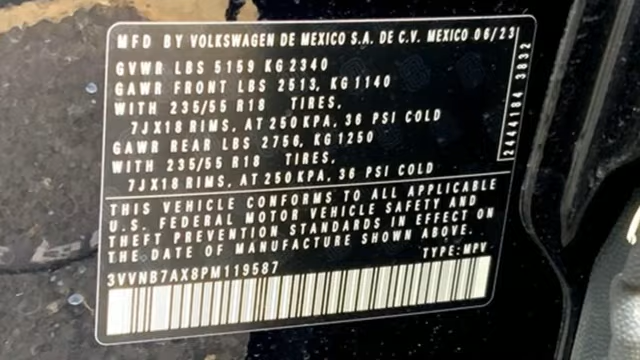 MFD BY VOLKSWAGEN DE MEXICO S.A. DE C.V. MEXICO 06/23
GVWR LBS 5159 KG 2340
GAWR FRONT LBS 2513, KG 1140
WITH 235/55 R18 TIRES,
7JX18 RIMS, AT 250 KPA, 36 PSI COLD
GAWR REAR LBS 2756, KG 1250
WITH 235/55 R18 TIRES,
7JX18 RIMS, AT 250 KPA, 36 PSI COLD
2444184 3832
THIS VEHICLE CONFORMS TO ALL APPLICABLE
U.S. FEDERAL MOTOR VEHICLE SAFETY AND
THEFT PREVENTION STANDARDS IN EFFECT ON
THE DATE OF MANUFACTURE SHOWN ABOVE.
3VVNB7AX8PM119587 TYPE: MPV